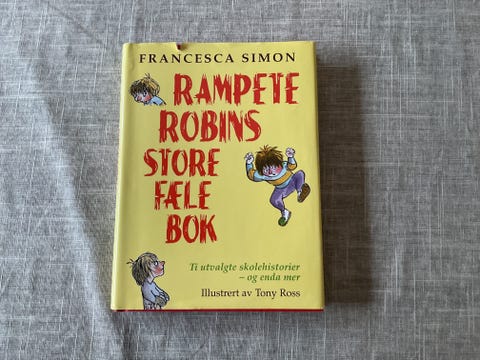 FRANCESCA SIMON
RAMPETE
ROBINS
STORE
FÆLE
BOK
Ti utvalgte skolehistorier
– og enda mer
Illustrert av Tony Ross